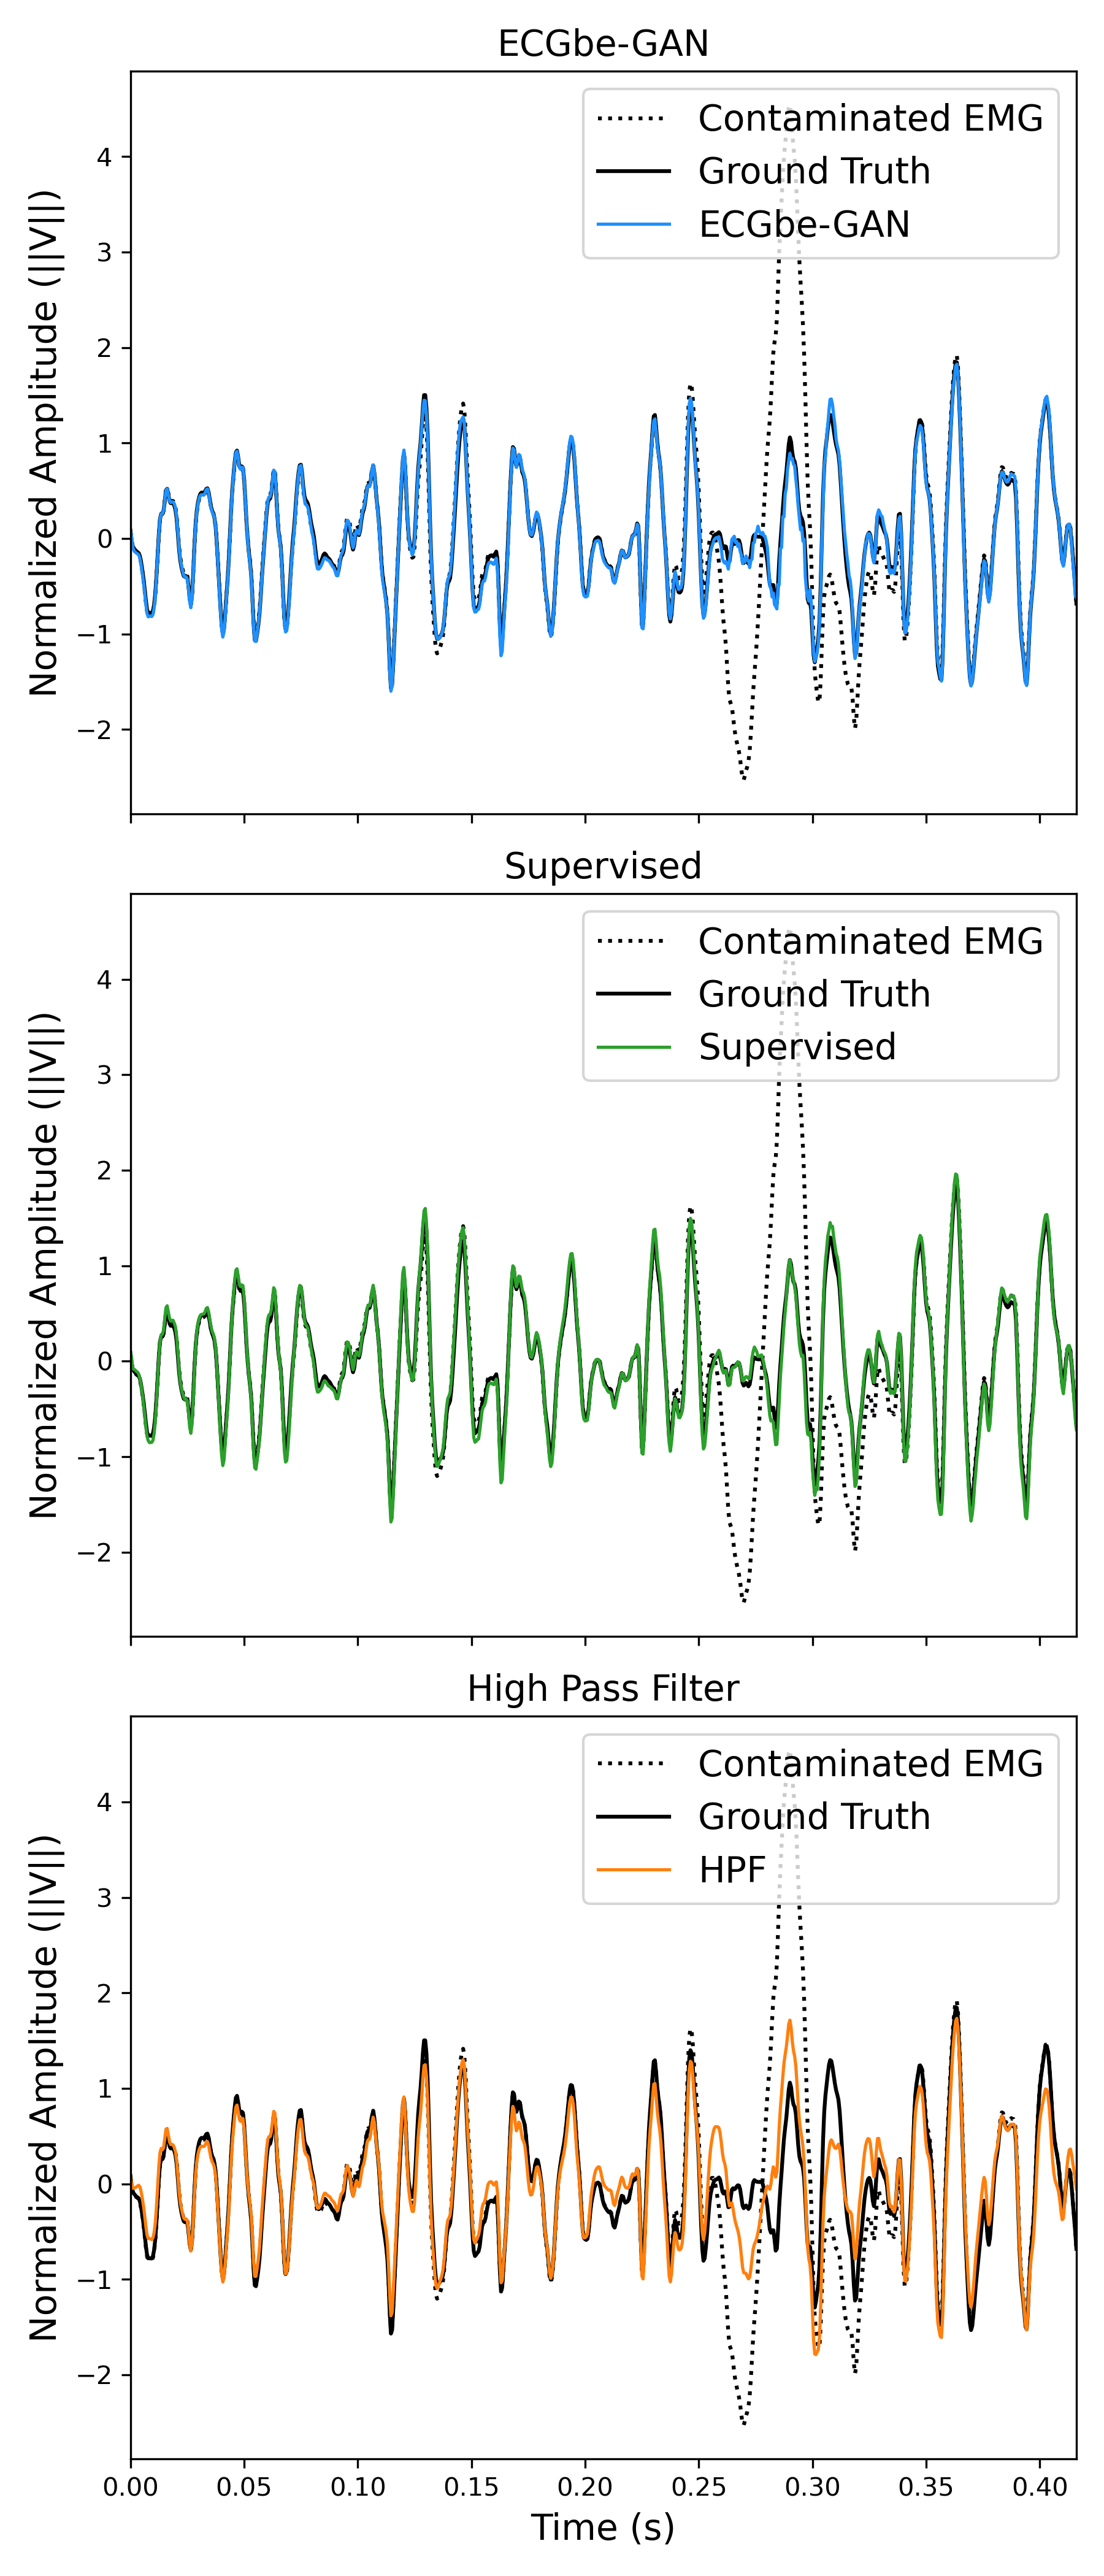 ECGbe-GAN
Contaminated EMG
Ground Truth
ECGbe-GAN
Normalized Amplitude (||V||)
4
3
2
1
0
−1
−2
Supervised
Contaminated EMG
Ground Truth
Supervised
Normalized Amplitude (||V||)
4
3
2
1
0
−1
−2
High Pass Filter
Contaminated EMG
Ground Truth
HPF
Normalized Amplitude (||V||)
4
3
2
1
0
−1
−2
0.00 0.05 0.10 0.15 0.20 0.25 0.30 0.35 0.40
Time (s)